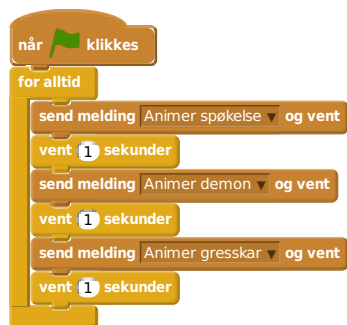 når klikkes
for alltid
send melding Animer spøkelse og vent
vent 1 sekunder
send melding Animer demon og vent
vent 1 sekunder
send melding Animer gresskar og vent
vent 1 sekunder